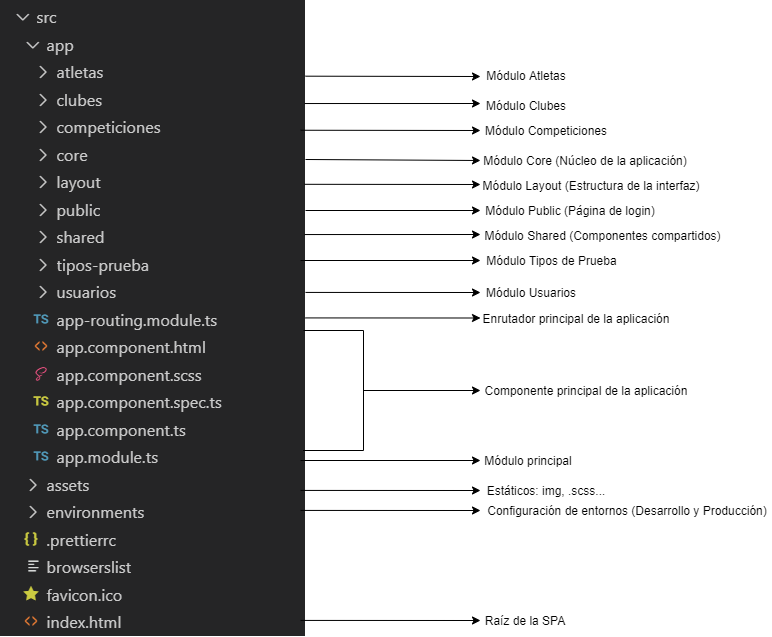 src
app
atletas Módulo Atletas
clubes Módulo Clubes
competiciones Módulo Competiciones
core Módulo Core (Núcleo de la aplicación)
layout Módulo Layout (Estructura de la interfaz)
public Módulo Public (Página de login)
shared Módulo Shared (Componentes compartidos)
tipos-prueba Módulo Tipos de Prueba
usuarios Módulo Usuarios
TS app-routing.module.ts Enrutador principal de la aplicación
<> app.component.html
app.component.scss Componente principal de la aplicación
TS app.component.spec.ts
TS app.component.ts
TS app.module.ts Módulo principal
assets Estáticos: img, .scss...
environments Configuración de entornos (Desarrollo y Producción)
{} .prettierrc
browserslist
favicon.ico
<> index.html Raíz de la SPA